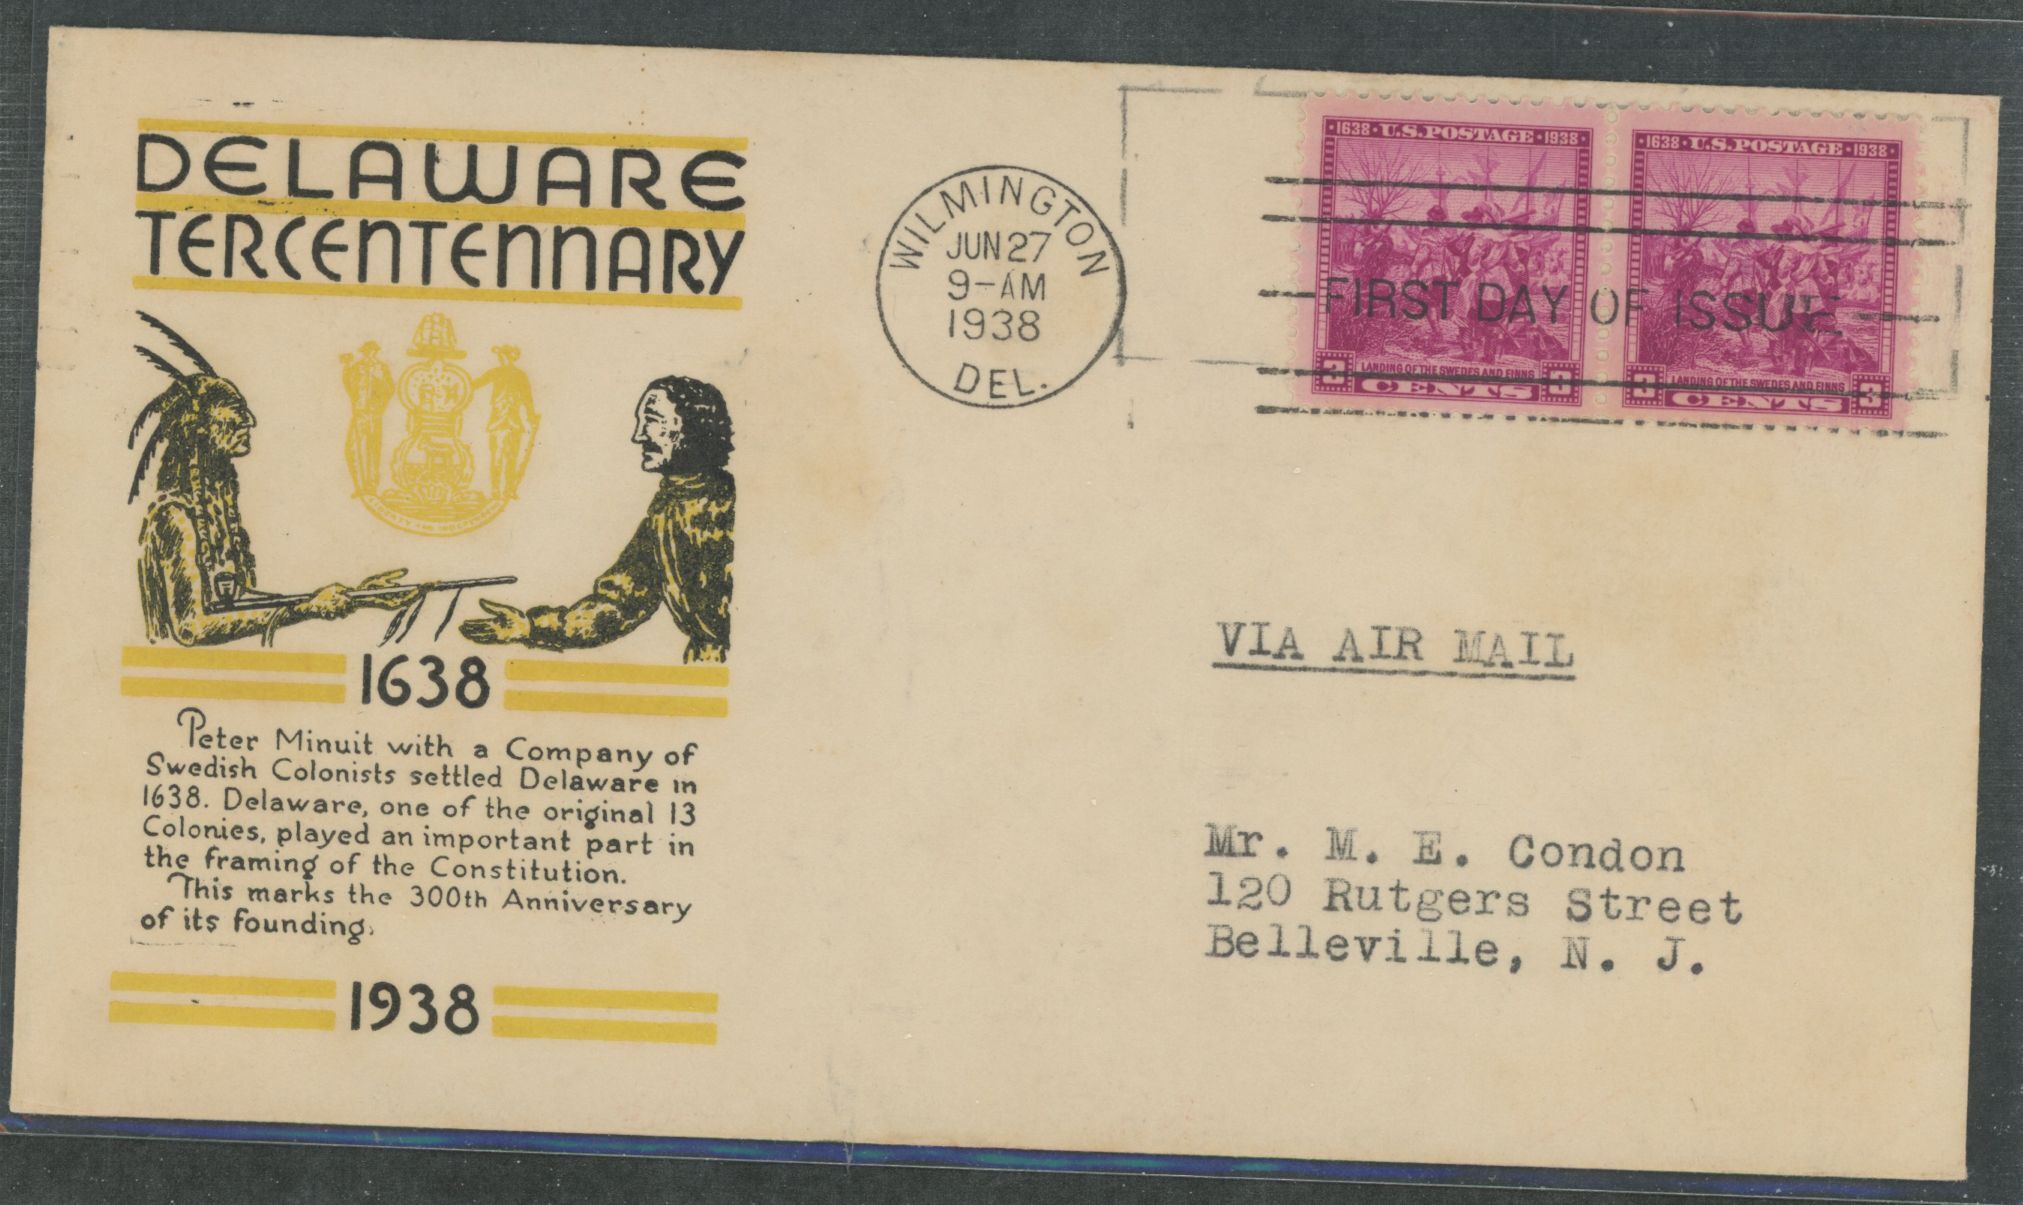 DELAWARE
TERCENTENNARY
1638
Peter Minuit with a Company of
Swedish Colonists settled Delaware in
1638. Delaware, one of the original 13
Colonies, played an important part in
the framing of the Constitution.
This marks the 300th Anniversary
of its founding.
1938
WILMINGTON
JUN 27
9-AM
1938
DEL.
1638 · U.S. POSTAGE · 1938
LANDING OF THE SWEDES AND FINNS
3 CENTS 3
1638 · U.S. POSTAGE · 1938
LANDING OF THE SWEDES AND FINNS
3 CENTS 3
FIRST DAY OF ISSUE
VIA AIR MAIL
Mr. M. E. Condon
120 Rutgers Street
Belleville, N. J.